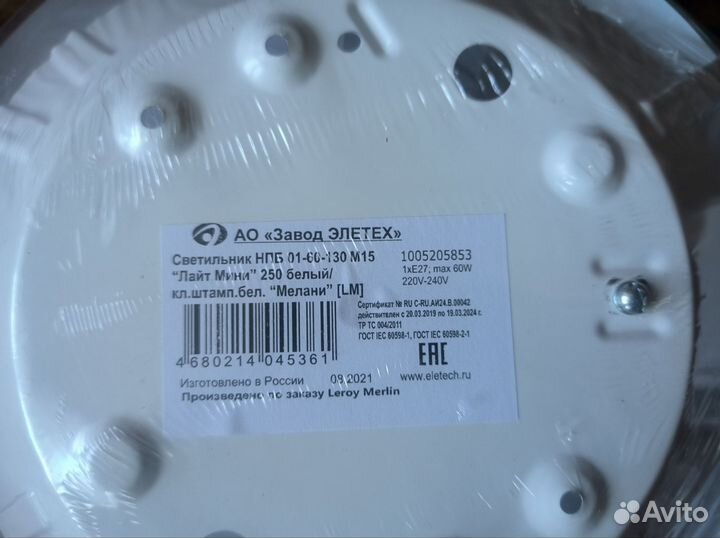 АО «Завод ЭЛЕТЕХ»
Светильник НПБ 01-60-130 М15
"Лайт Мини" 250 белый/
кл.штамп.бел. "Мелани" [LM]
1005205853
1xE27; max 60W
220V-240V
Сертификат № RU C-RU.АИ24.В.00042
действителен с 20.03.2019 по 19.03.2024 г.
ТР ТС 004/2011
ГОСТ IEC 60598-1, ГОСТ IEC 60598-2-1
4 680214 045361
EAC
Изготовлено в России 08.2021 www.eletech.ru
Произведено по заказу Leroy Merlin
Avito